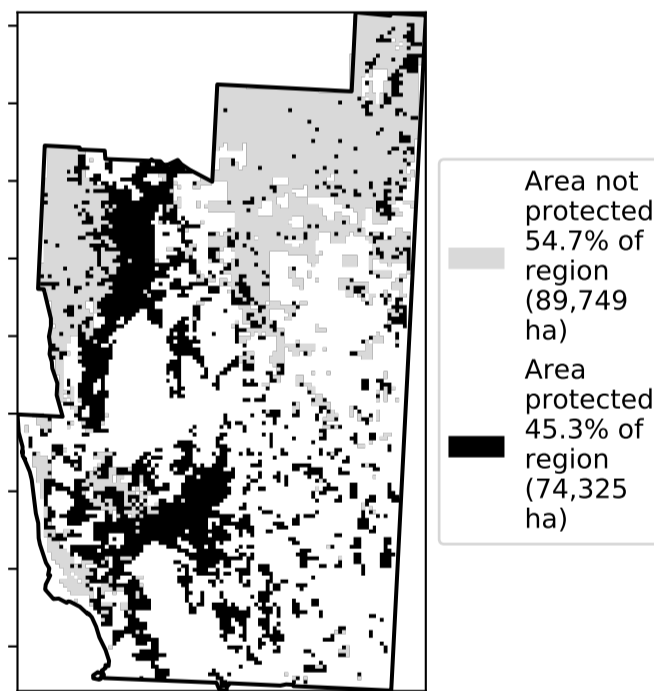 Area not
protected
54.7% of
region
(89,749
ha)
Area
protected
45.3% of
region
(74,325
ha)